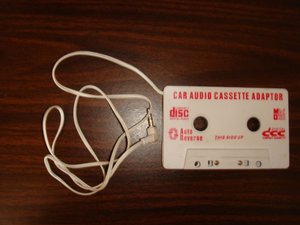 CAR AUDIO CASSETTE ADAPTOR
disc
Auto
Reverse
THIS SIDE UP